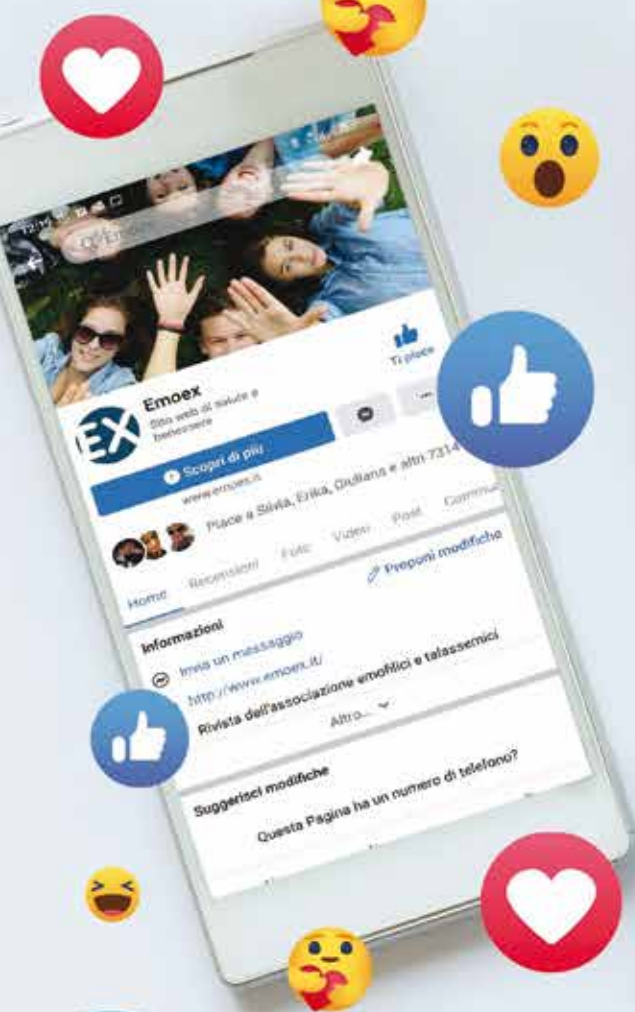 Emoex
Ti piace
EX
Emoex
Sito web di salute e
benessere
Scopri di più
www.emoex.it
Piace a Silvia, Erika, Giuliana e altri 7314
Home Recensioni Foto Video Post
Informazioni
Proponi modifiche
Invia un messaggio
http://www.emoex.it/
Rivista dell'associazione emofilici e talassemici
Altro...
Suggerisci modifiche
Questa Pagina ha un numero di telefono?